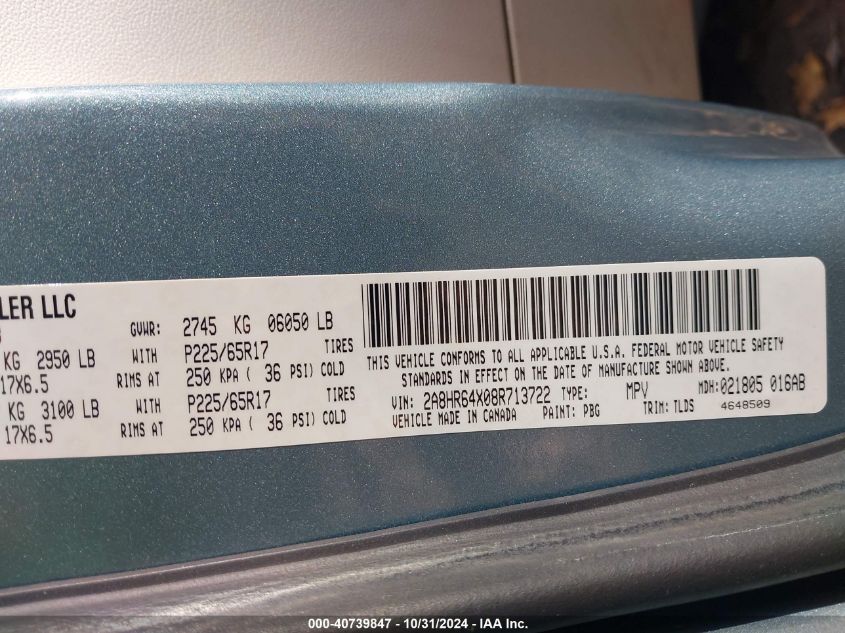 LER LLC
GVWR: 2745 KG 06050 LB
KG 2950 LB WITH P225/65R17 TIRES
17X6.5 RIMS AT 250 KPA ( 36 PSI) COLD
KG 3100 LB WITH P225/65R17 TIRES
17X6.5 RIMS AT 250 KPA ( 36 PSI) COLD
THIS VEHICLE CONFORMS TO ALL APPLICABLE U.S.A. FEDERAL MOTOR VEHICLE SAFETY
STANDARDS IN EFFECT ON THE DATE OF MANUFACTURE SHOWN ABOVE.
VIN: 2A8HR64X08R713722 TYPE: MPV MDH:021805 016AB
VEHICLE MADE IN CANADA PAINT: PBG TRIM: TLDS 4648509
000-40739847 - 10/31/2024 - IAA Inc.